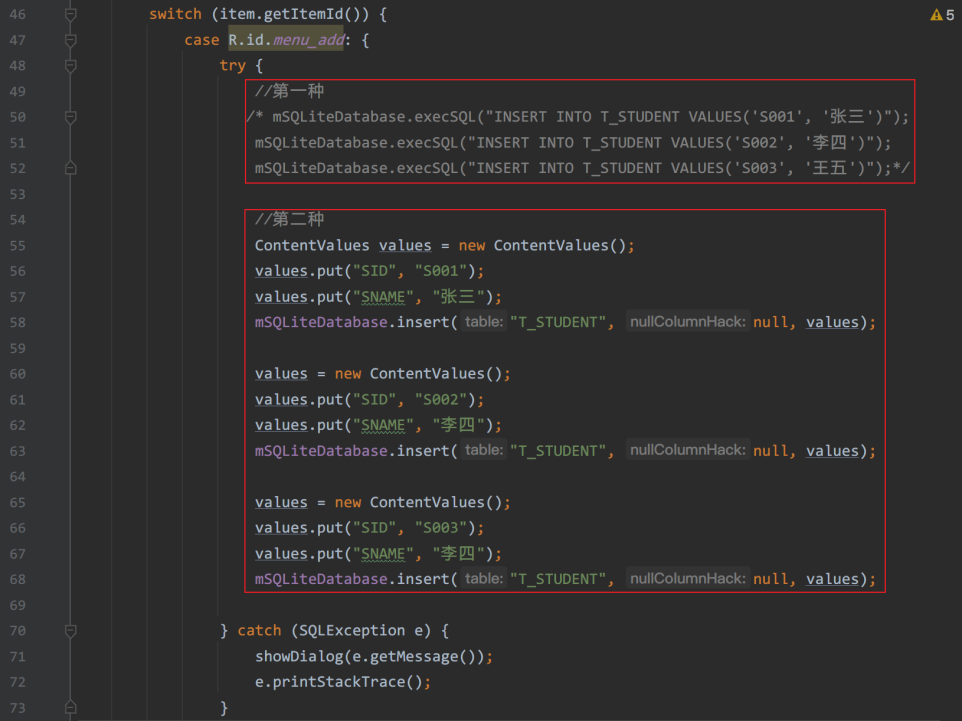 46 switch (item.getItemId()) { 5
47 case R.id.menu_add: {
48 try {
49 //第一种
50 /* mSQLiteDatabase.execSQL("INSERT INTO T_STUDENT VALUES('S001', '张三')");
51 mSQLiteDatabase.execSQL("INSERT INTO T_STUDENT VALUES('S002', '李四')");
52 mSQLiteDatabase.execSQL("INSERT INTO T_STUDENT VALUES('S003', '王五')");*/
53
54 //第二种
55 ContentValues values = new ContentValues();
56 values.put("SID", "S001");
57 values.put("SNAME", "张三");
58 mSQLiteDatabase.insert( table: "T_STUDENT", nullColumnHack: null, values);
59
60 values = new ContentValues();
61 values.put("SID", "S002");
62 values.put("SNAME", "李四");
63 mSQLiteDatabase.insert( table: "T_STUDENT", nullColumnHack: null, values);
64
65 values = new ContentValues();
66 values.put("SID", "S003");
67 values.put("SNAME", "李四");
68 mSQLiteDatabase.insert( table: "T_STUDENT", nullColumnHack: null, values);
69
70 } catch (SQLException e) {
71 showDialog(e.getMessage());
72 e.printStackTrace();
73 }